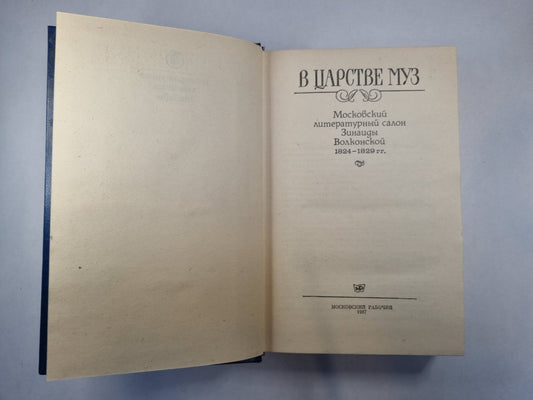 В ЦАРСТВЕ МУЗ
Московский
литературный салон
Зинаиды
Волконской
1824–1829 гг.
МОСКОВСКИЙ РАБОЧИЙ
1987